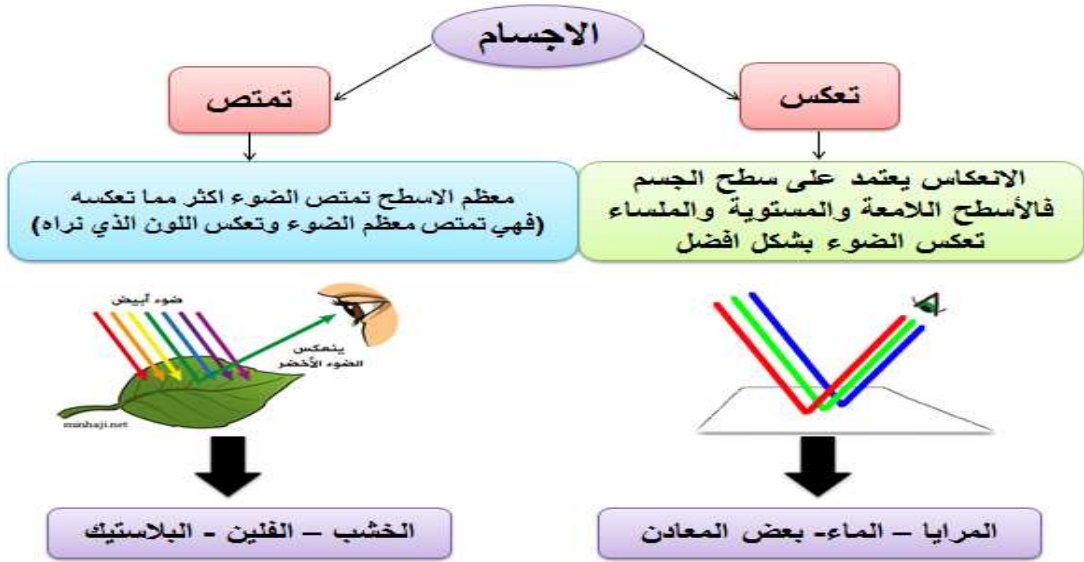 الاجسام
تعكس
تمتص
الانعكاس يعتمد على سطح الجسم
فالأسطح اللامعة والمستوية والملساء
تعكس الضوء بشكل افضل
معظم الاسطح تمتص الضوء اكثر مما تعكسه
(فهي تمتص معظم الضوء وتعكس اللون الذي نراه)
ضوء أبيض
ينعكس
الضوء الأخضر
minhaji.net
المرايا – الماء- بعض المعادن
الخشب – الفلين - البلاستيك